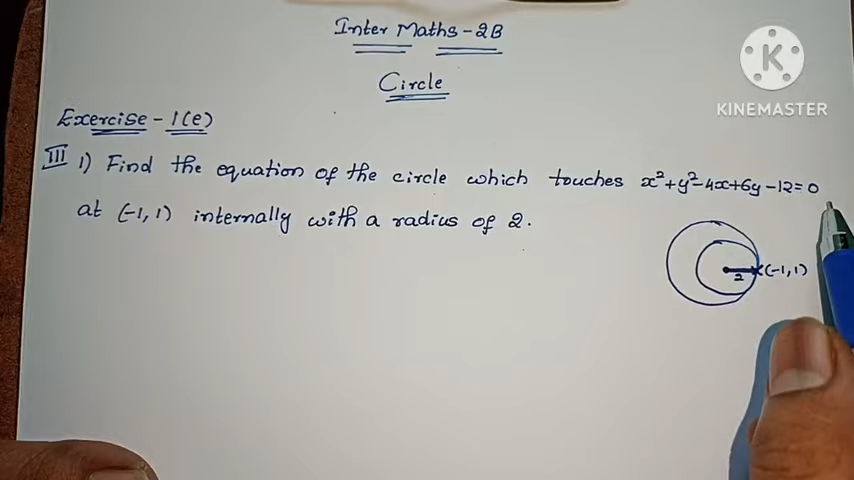 Inter Maths - 2B
Circle
K
KINEMASTER
Exercise - 1(e)
III 1) Find the equation of the circle which touches x²+y²-4x+6y-12=0
at (-1,1) internally with a radius of 2.
(-1,1)
2